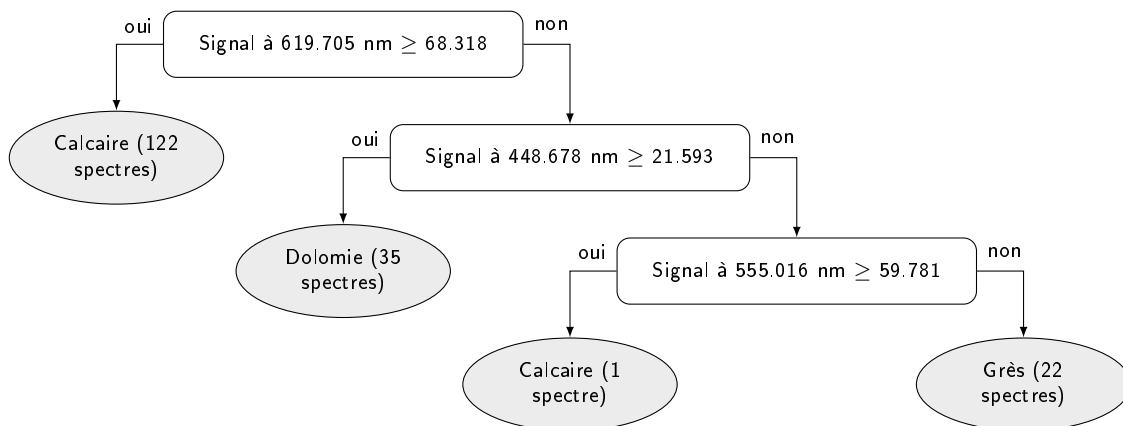 oui
Signal à 619.705 nm ≥ 68.318
non
Calcaire (122
spectres)
oui
Signal à 448.678 nm ≥ 21.593
non
Dolomie (35
spectres)
oui
Signal à 555.016 nm ≥ 59.781
non
Calcaire (1
spectre)
Grès (22
spectres)